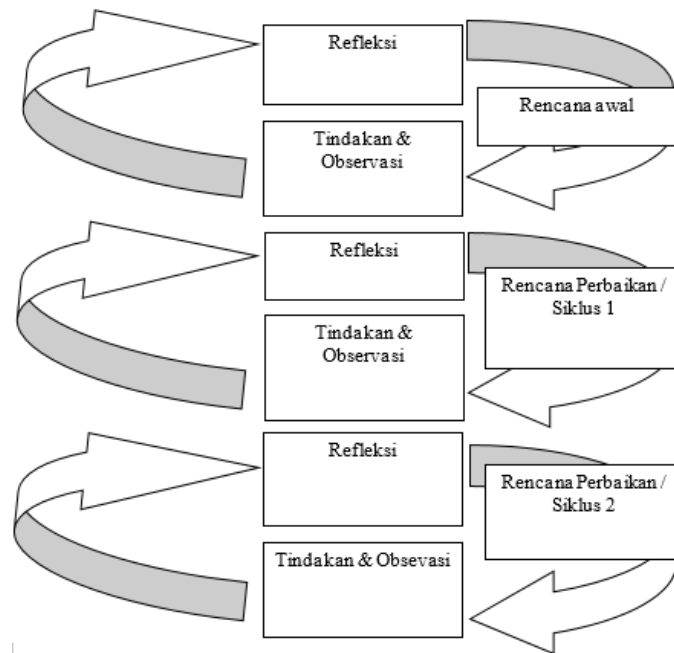 Refleksi
Rencana awal
Tindakan &
Observasi
Refleksi
Rencana Perbaikan /
Siklus 1
Tindakan &
Observasi
Refleksi
Rencana Perbaikan /
Siklus 2
Tindakan & Obsevasi